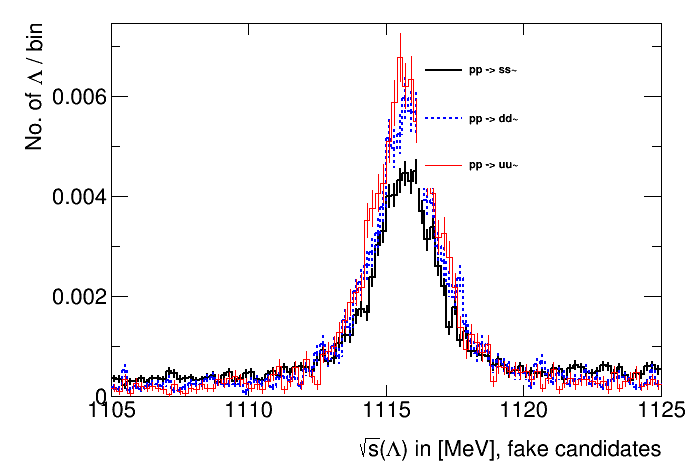 No. of Λ / bin
0.006
0.004
0.002
0
pp -> ss~
pp -> dd~
pp -> uu~
1105 1110 1115 1120 1125
√s(Λ) in [MeV], fake candidates